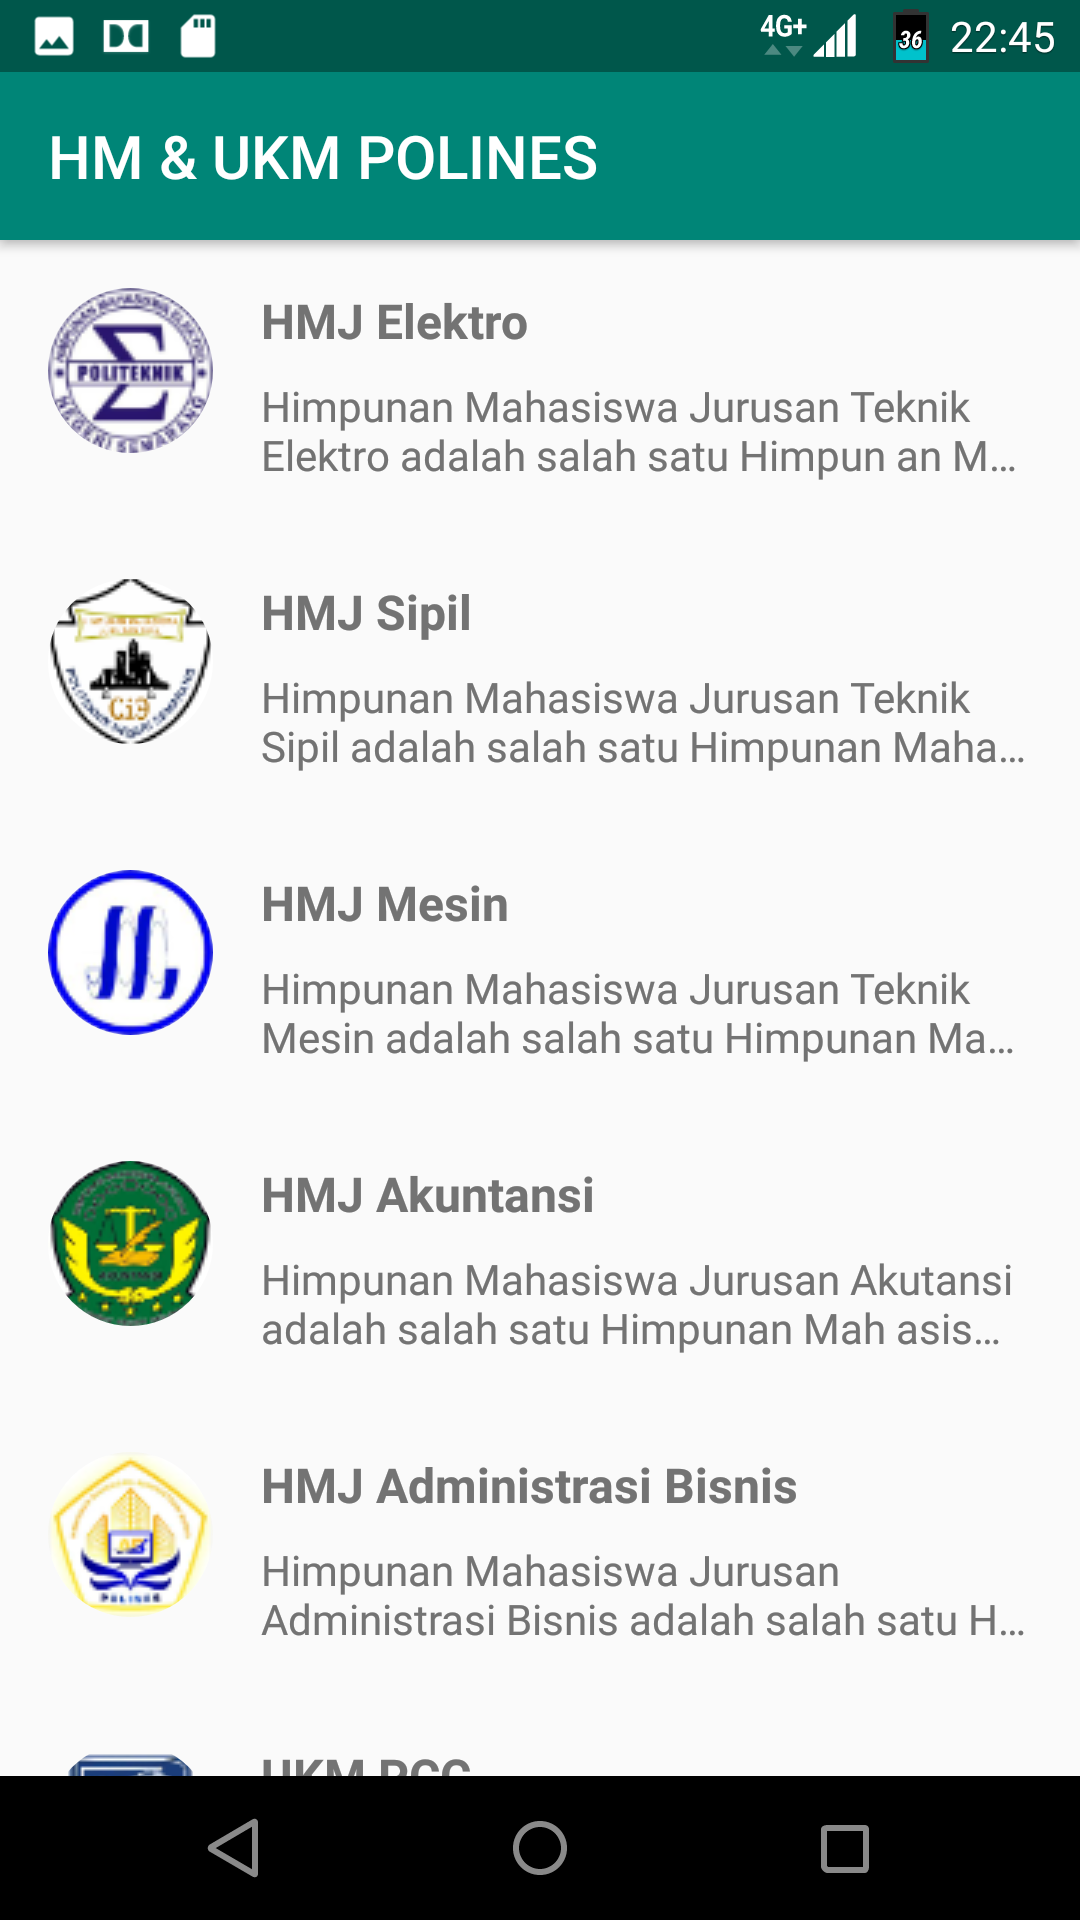 4G+ 36 22:45
HM & UKM POLINES
HMJ Elektro
POLITEKNIK
NEGERI SEMARANG
Himpunan Mahasiswa Jurusan Teknik
Elektro adalah salah satu Himpun an M...
HMJ Sipil
Himpunan Mahasiswa Jurusan Teknik
Sipil adalah salah satu Himpunan Maha...
HMJ Mesin
Himpunan Mahasiswa Jurusan Teknik
Mesin adalah salah satu Himpunan Ma...
HMJ Akuntansi
Himpunan Mahasiswa Jurusan Akutansi
adalah salah satu Himpunan Mah asis...
HMJ Administrasi Bisnis
POLINES
Himpunan Mahasiswa Jurusan
Administrasi Bisnis adalah salah satu H...
UKM PCC